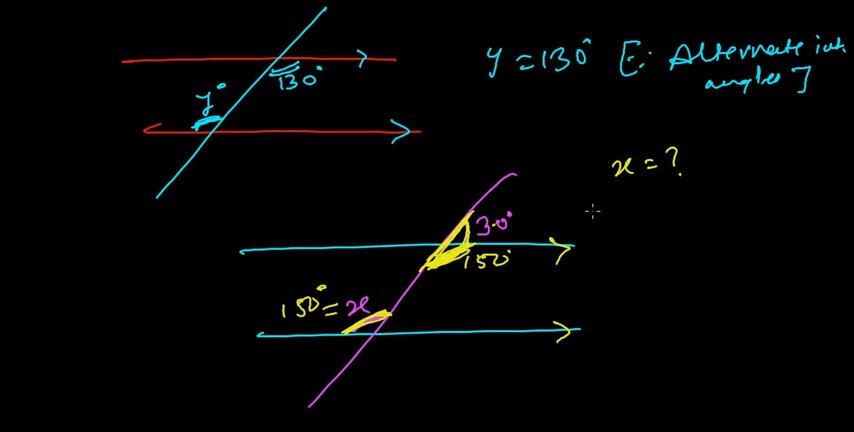 130°
y°
y = 130° [∵ Alternate int. angles]
x = ?
30°
150°
150° = x